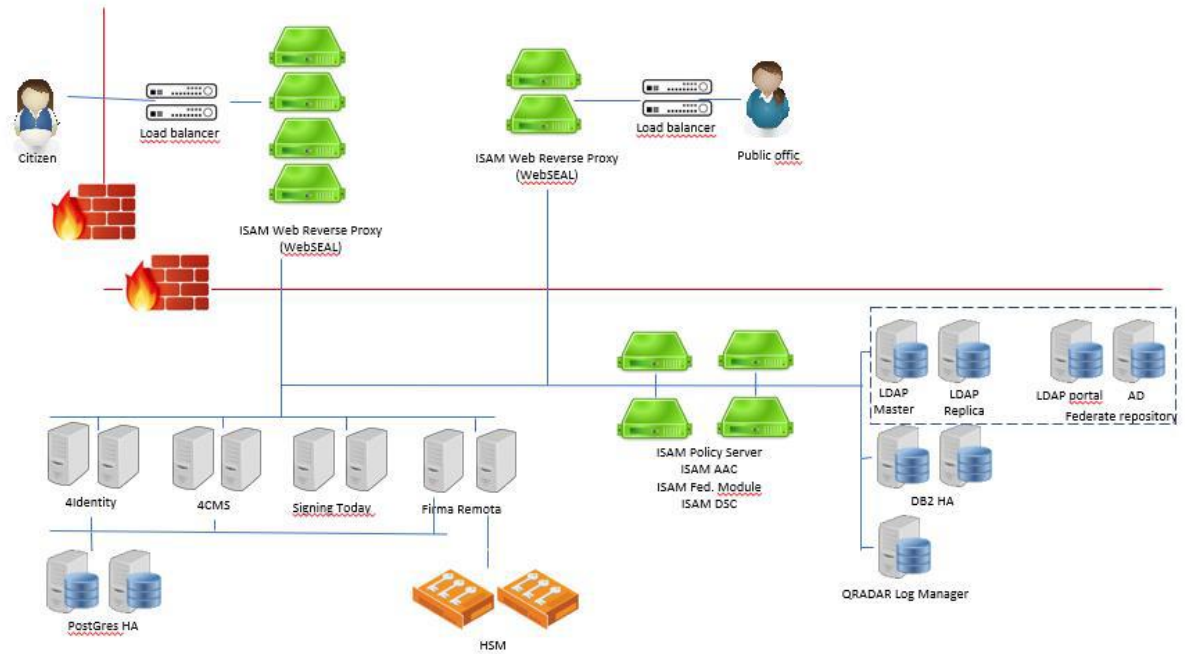 Citizen
Load balancer
ISAM Web Reverse Proxy
(WebSEAL)
ISAM Web Reverse Proxy
(WebSEAL)
Load balancer
Public offic
LDAP
Master
LDAP
Replica
LDAP portal
AD
Federate repository
ISAM Policy Server
ISAM AAC
ISAM Fed. Module
ISAM DSC
DB2 HA
QRADAR Log Manager
4Identity
4CMS
Signing Today
Firma Remota
PostGres HA
HSM